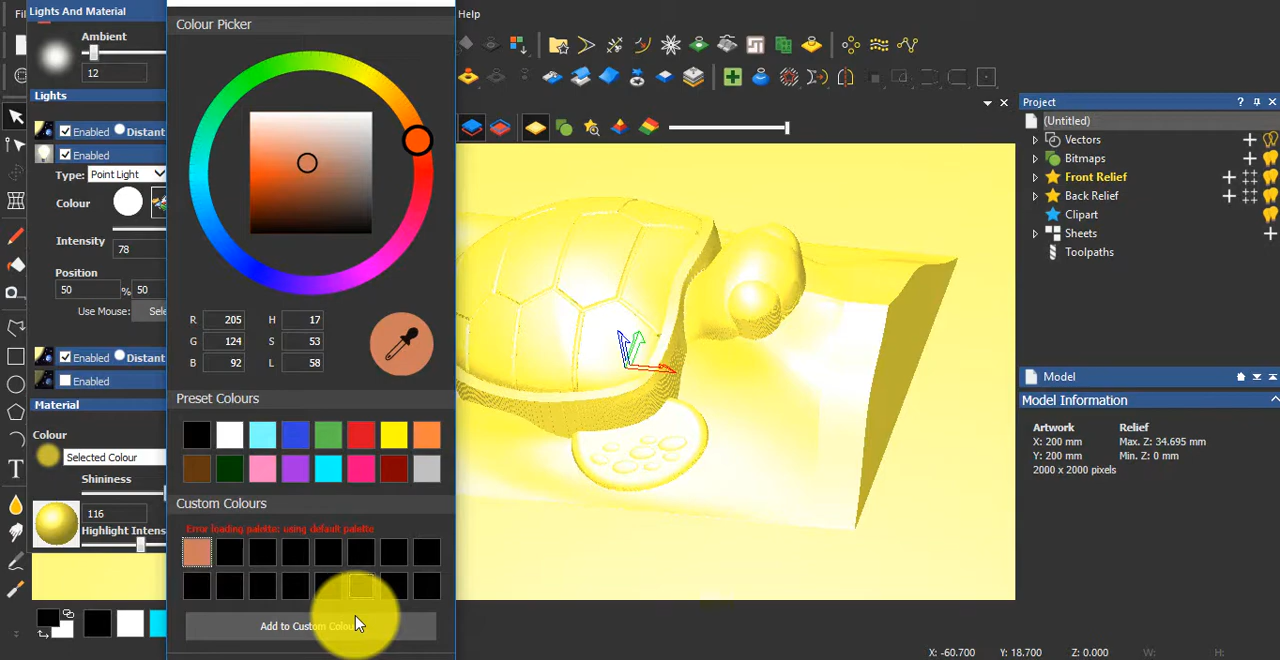 Fil
Help
Lights And Material
Ambient
12
Lights
Enabled Distant
Enabled
Type: Point Light
Colour
Intensity
78
Position
50 % 50
Use Mouse: Sele
Enabled Distant
Enabled
Material
Colour
Selected Colour
Shininess
116
Highlight Intens
Colour Picker
R 205 H 17
G 124 S 53
B 92 L 58
Preset Colours
Custom Colours
Error loading palette: using default palette
Add to Custom Colou
Project
(Untitled)
Vectors
Bitmaps
Front Relief
Back Relief
Clipart
Sheets
Toolpaths
Model
Model Information
Artwork Relief
X: 200 mm Max. Z: 34.695 mm
Y: 200 mm Min. Z: 0 mm
2000 x 2000 pixels
X: -60.700 Y: 18.700 Z: 0.000 W: H: